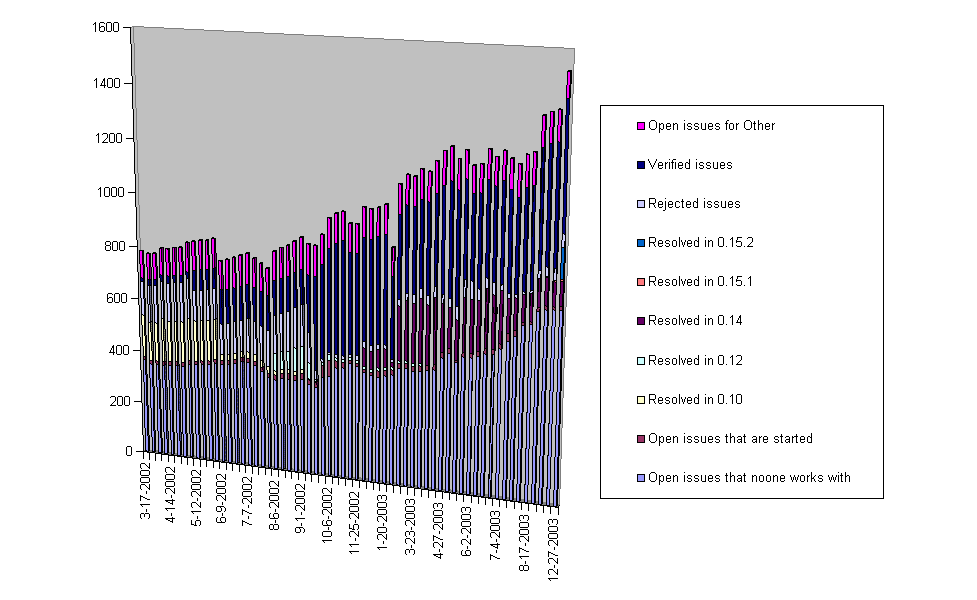 1600
1400
1200
1000
800
600
400
200
0
3-17-2002
4-14-2002
5-12-2002
6-9-2002
7-7-2002
8-6-2002
9-1-2002
10-6-2002
11-25-2002
1-20-2003
3-23-2003
4-27-2003
6-2-2003
7-4-2003
8-17-2003
12-27-2003
Open issues for Other
Verified issues
Rejected issues
Resolved in 0.15.2
Resolved in 0.15.1
Resolved in 0.14
Resolved in 0.12
Resolved in 0.10
Open issues that are started
Open issues that noone works with